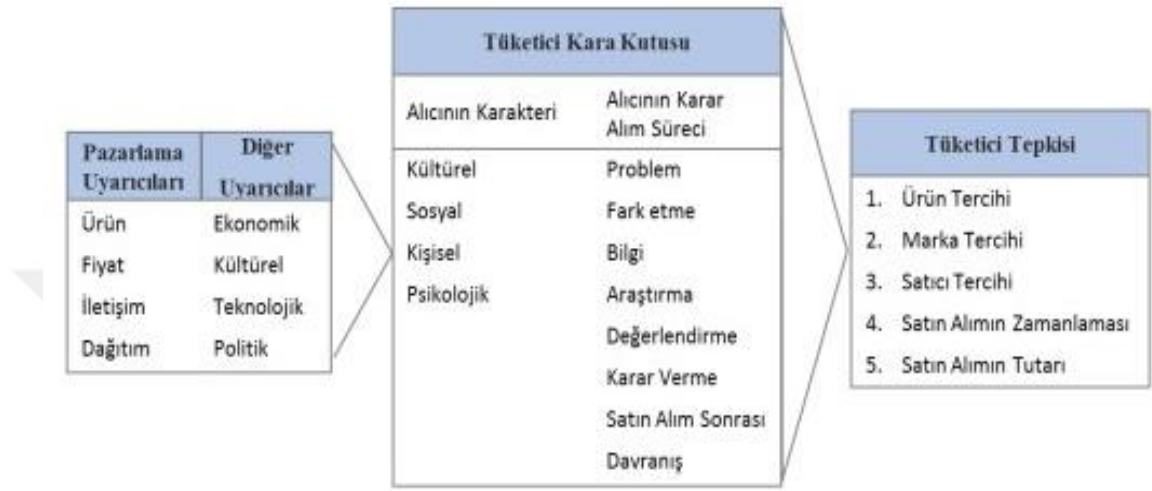 Pazarlama
Uyarıcıları
Diğer
Uyarıcılar
Ürün
Ekonomik
Fiyat
Kültürel
İletişim
Teknolojik
Dağıtım
Politik
Tüketici Kara Kutusu
Alıcının Karakteri
Alıcının Karar
Alım Süreci
Kültürel
Sosyal
Kişisel
Psikolojik
Problem
Fark etme
Bilgi
Araştırma
Değerlendirme
Karar Verme
Satın Alım Sonrası
Davranış
Tüketici Tepkisi
1. Ürün Tercihi
2. Marka Tercihi
3. Satıcı Tercihi
4. Satın Alımın Zamanlaması
5. Satın Alımın Tutarı